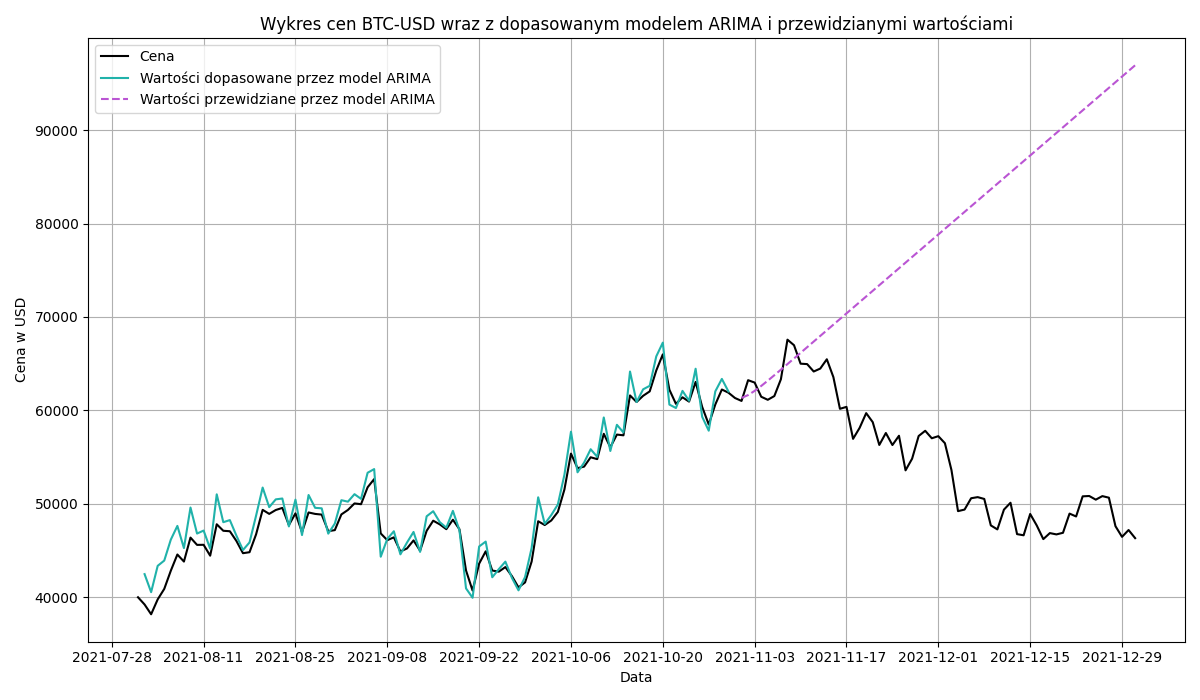 Wykres cen BTC-USD wraz z dopasowanym modelem ARIMA i przewidzianymi wartościami
Cena
Wartości dopasowane przez model ARIMA
Wartości przewidziane przez model ARIMA
Cena w USD
90000
80000
70000
60000
50000
40000
2021-07-28 2021-08-11 2021-08-25 2021-09-08 2021-09-22 2021-10-06 2021-10-20 2021-11-03 2021-11-17 2021-12-01 2021-12-15 2021-12-29
Data